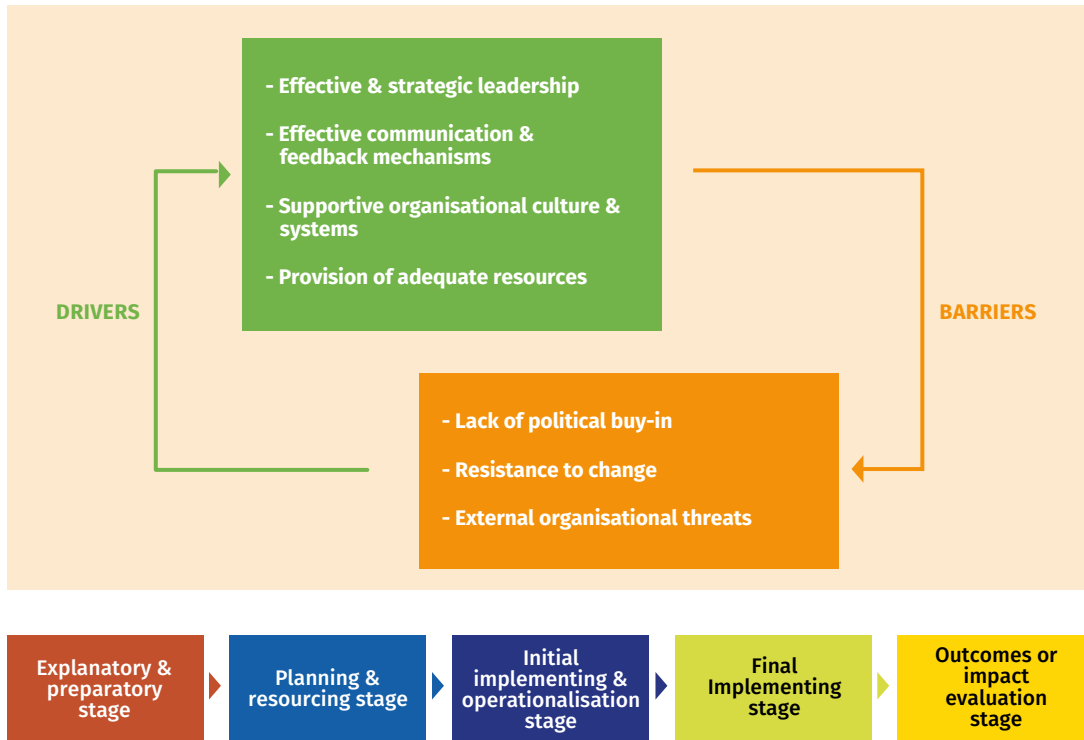 - Effective & strategic leadership
- Effective communication &
feedback mechanisms
- Supportive organisational culture &
systems
- Provision of adequate resources
DRIVERS
BARRIERS
- Lack of political buy-in
- Resistance to change
- External organisational threats
Explanatory &
preparatory
stage
Planning &
resourcing stage
Initial
implementing &
operationalisation
stage
Final
Implementing
stage
Outcomes or
impact
evaluation
stage